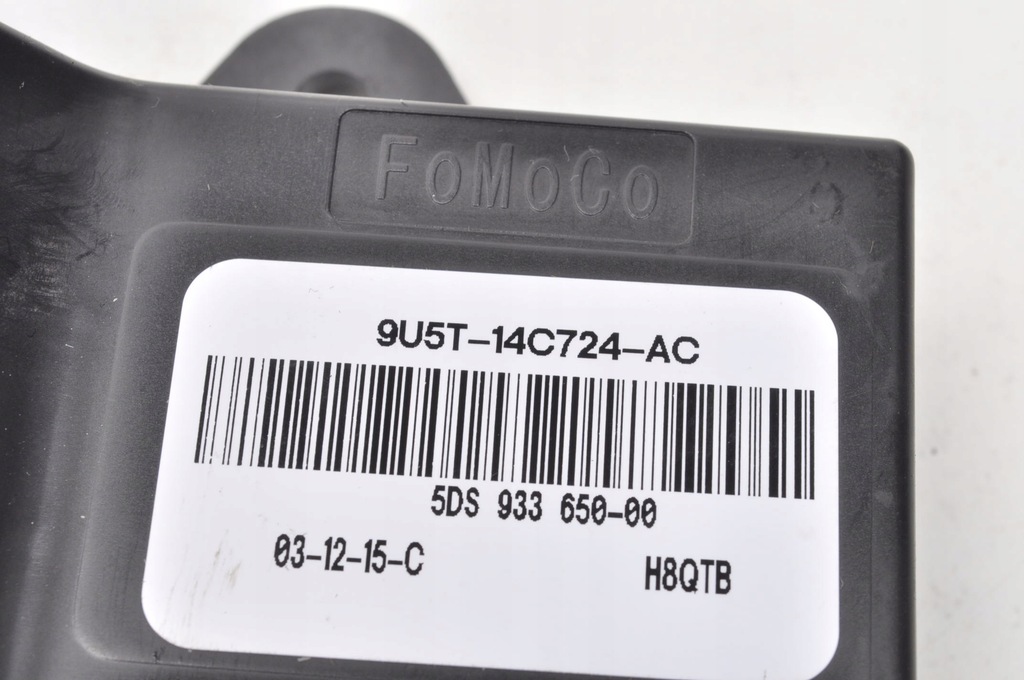 FoMoCo
9U5T-14C724-AC
5DS 933 650-00
03-12-15-C
H8QTB